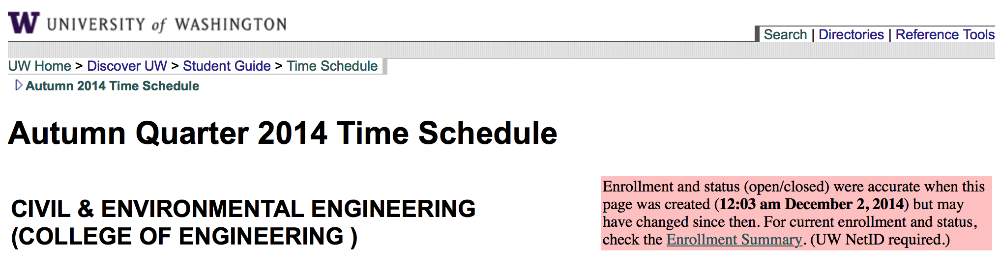 W UNIVERSITY of WASHINGTON
Search | Directories | Reference Tools
UW Home > Discover UW > Student Guide > Time Schedule
Autumn 2014 Time Schedule
Autumn Quarter 2014 Time Schedule
CIVIL & ENVIRONMENTAL ENGINEERING
(COLLEGE OF ENGINEERING )
Enrollment and status (open/closed) were accurate when this
page was created (12:03 am December 2, 2014) but may
have changed since then. For current enrollment and status,
check the Enrollment Summary. (UW NetID required.)